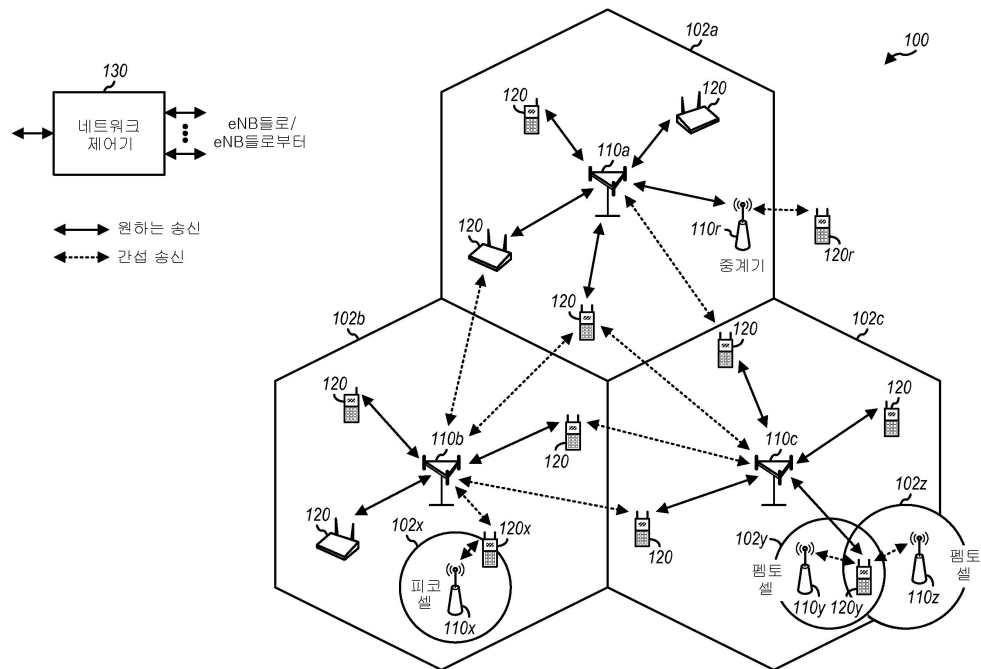 102a
100
130
네트워크
제어기
eNB들로/
eNB들로부터
원하는 송신
간섭 송신
120
120
110a
110r
중계기
120r
120
120
120
102b
102c
120
120
110b
120
110c
120
120
102x
120x
피코
셀
110x
120
102z
102y
펨토
셀
110y
120y
110z
펨토
셀